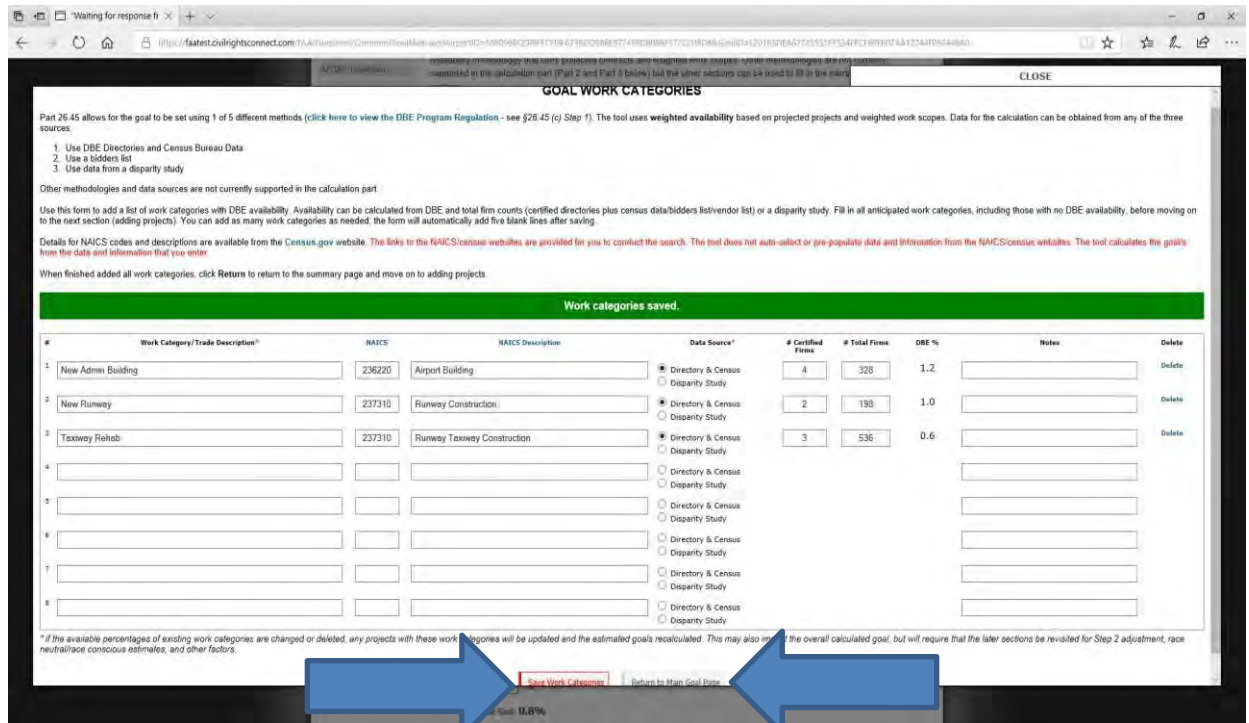 "Waiting for response fr
https://faatest.civilrightsconnect.com
CLOSE
GOAL WORK CATEGORIES
Part 26.45 allows for the goal to be set using 1 of 5 different methods (click here to view the DBE Program Regulation - see §26.45 (c) Step 1). The tool uses weighted availability based on projected projects and weighted work scopes. Data for the calculation can be obtained from any of the three
sources.
1. Use DBE Directories and Census Bureau Data
2. Use a bidders list
3. Use data from a disparity study
Other methodologies and data sources are not currently supported in the calculation part.
Use this form to add a list of work categories with DBE availability. Availability can be calculated from DBE and total firm counts (certified directories plus census data/bidders list/vendor list) or a disparity study. Fill in all anticipated work categories, including those with no DBE availability, before moving on
to the next section (adding projects). You can add as many work categories as needed; the form will automatically add five blank lines after saving.
Details for NAICS codes and descriptions are available from the Census.gov website. The links to the NAICS/census websites are provided for you to conduct the search. The tool does not auto-select or pre-populate data and information from the NAICS/census websites. The tool calculates the goals
from the data and information that you enter.
When finished added all work categories, click Return to return to the summary page and move on to adding projects.
Work categories saved.
# Work Category/Trade Description* NAICS NAICS Description Data Source* # Certified Firms # Total Firms DBE % Notes Delete
1 New Admin Building 236220 Airport Building Directory & Census 4 328 1.2 Delete
Disparity Study
2 New Runway 237310 Runway Construction Directory & Census 2 198 1.0 Delete
Disparity Study
3 Taxiway Rehab 237310 Runway Taxiway Construction Directory & Census 3 536 0.6 Delete
Disparity Study
4 Directory & Census
Disparity Study
5 Directory & Census
Disparity Study
6 Directory & Census
Disparity Study
7 Directory & Census
Disparity Study
8 Directory & Census
Disparity Study
* if the available percentages of existing work categories are changed or deleted, any projects with these work categories will be updated and the estimated goals recalculated. This may also the overall calculated goal, but will require that the later sections be revisited for Step 2 adjustment, race
neutral/race conscious estimates, and other factors.
Save Work Categories Return to Main Goal Page
0.8%